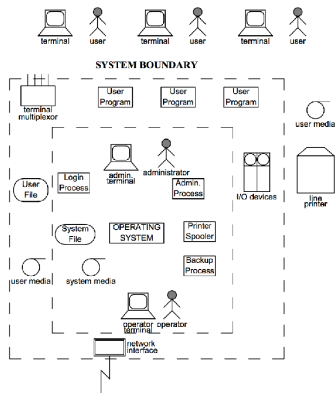 terminal user terminal user terminal user
SYSTEM BOUNDARY
terminal
multiplexor
User
Program
User
Program
User
Program
user media
admin.
terminal
administrator
Login
Process
Admin.
Process
User
File
I/O devices
line
printer
System
File
OPERATING
SYSTEM
Printer
Spooler
Backup
Process
user media
system media
operator
terminal
operator
network
interface